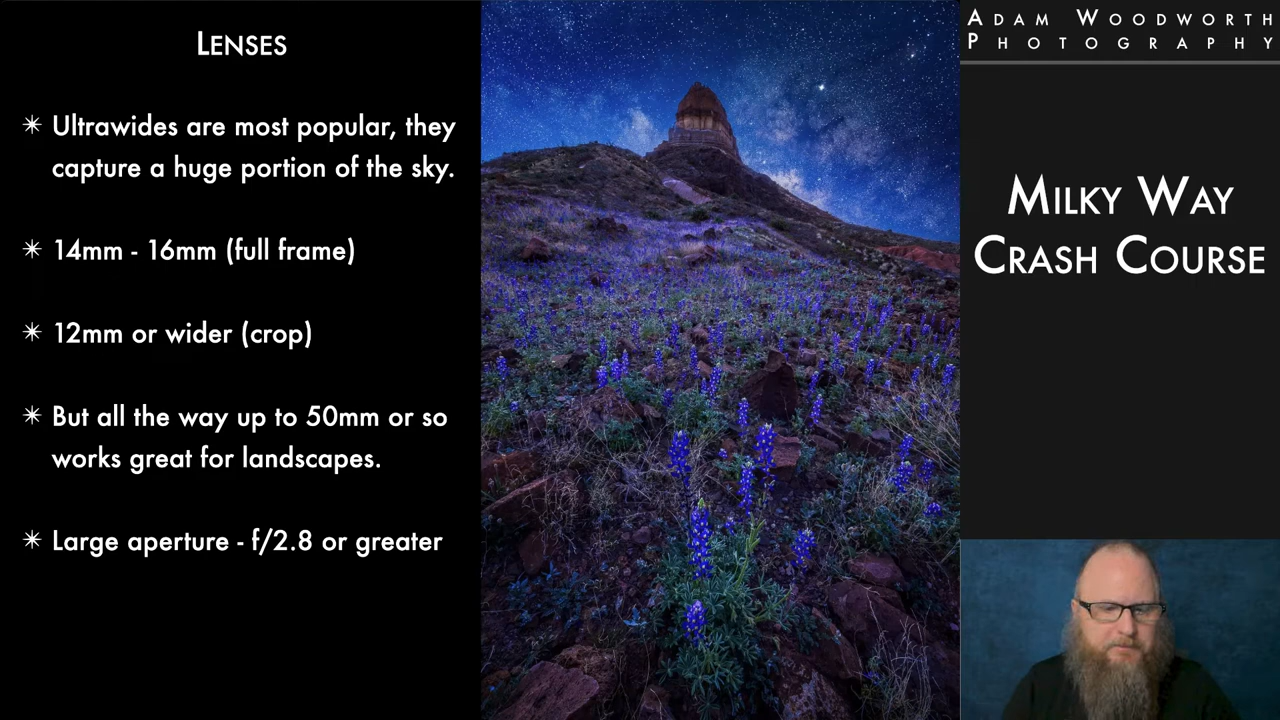 Lenses
✴ Ultrawides are most popular, they
capture a huge portion of the sky.
✴ 14mm - 16mm (full frame)
✴ 12mm or wider (crop)
✴ But all the way up to 50mm or so
works great for landscapes.
✴ Large aperture - f/2.8 or greater
Adam Woodworth
Photography
Milky Way
Crash Course